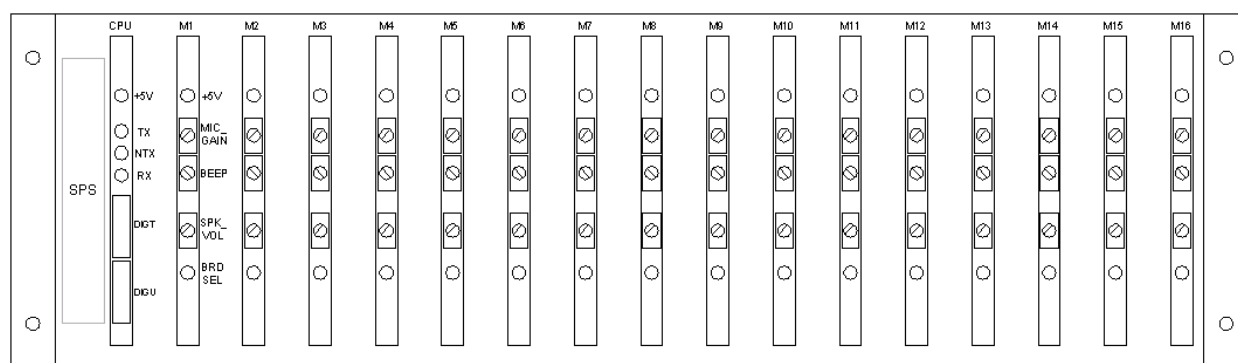 CPU M1 M2 M3 M4 M5 M6 M7 M8 M9 M10 M11 M12 M13 M14 M15 M16
+5V +5V
TX MIC_
GAIN
NTX
RX BEEP
SPS
DIGT SPK_
VOL
BRD
SEL
DIGU